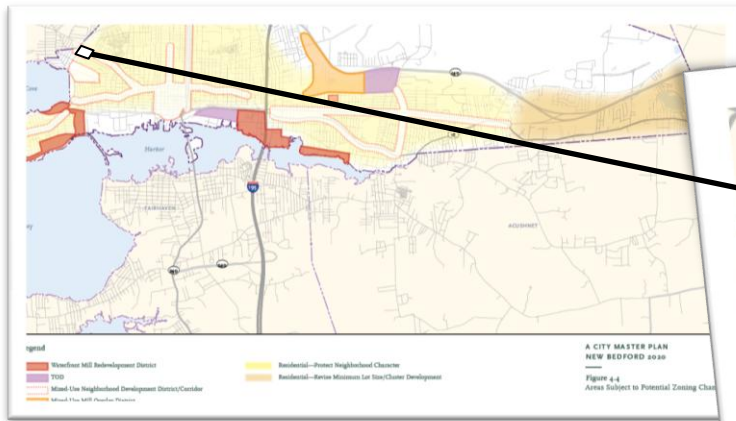 Cove
Harbor
195
FAIRHAVEN
ACUSHNET
Legend
Waterfront Mill Redevelopment District
TOD
Mixed-Use Neighborhood Development District/Corridor
Residential—Protect Neighborhood Character
Residential—Revise Minimum Lot Size/Cluster Development
A CITY MASTER PLAN
NEW BEDFORD 2020
Figure 4.4
Areas Subject to Potential Zoning Chan